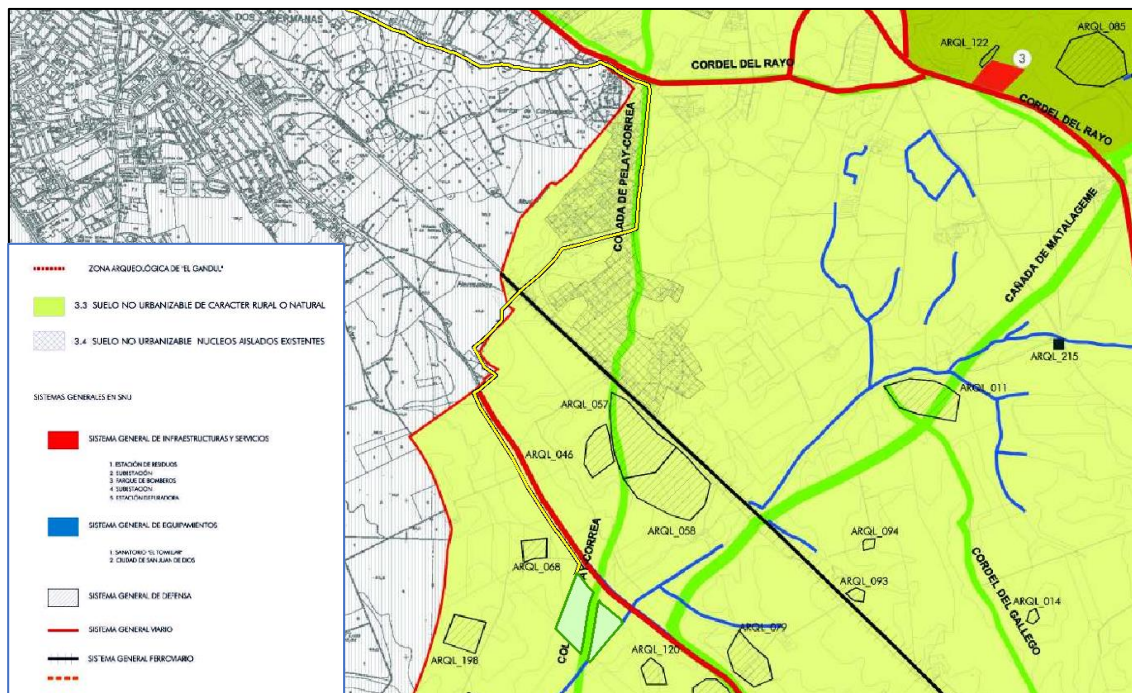 DOS HERMANAS
ARQL_085
ARQL_122
3
CORDEL DEL RAYO
CORDEL DEL RAYO
COLADA DE PELAY-CORREA
CAÑADA DE MATALAGEME
ZONA ARQUEOLÓGICA DE "EL GANDUL"
3.3 SUELO NO URBANIZABLE DE CARACTER RURAL O NATURAL
3.4 SUELO NO URBANIZABLE NUCLEOS AISLADOS EXISTENTES
ARQL_215
ARQL_011
ARQL_057
SISTEMAS GENERALES EN SNU
SISTEMA GENERAL DE INFRAESTRUCTURAS Y SERVICIOS
1. ESTACIÓN DE RESIDUOS
2. SUBESTACIÓN
3. PARQUE DE BOMBEROS
4. SUBESTACIÓN
5. ESTACIÓN DEPURADORA
ARQL_046
ARQL_058
ARQL_094
SISTEMA GENERAL DE EQUIPAMIENTOS
1. SANATORIO "EL TOMILLAR"
2. CIUDAD DE SAN JUAN DE DIOS
ARQL_068
CORREA
COL
ARQL_093
ARQL_014
CORDEL DEL GALLEGO
SISTEMA GENERAL DE DEFENSA
SISTEMA GENERAL VIARIO
ARQL_079
ARQL_198
ARQL_120
SISTEMA GENERAL FERROVIARIO